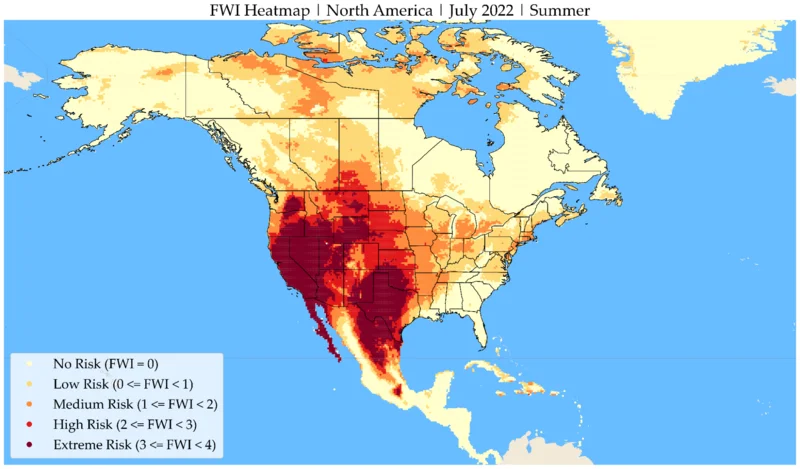 FWI Heatmap | North America | July 2022 | Summer
No Risk (FWI = 0)
Low Risk (0 <= FWI < 1)
Medium Risk (1 <= FWI < 2)
High Risk (2 <= FWI < 3)
Extreme Risk (3 <= FWI < 4)